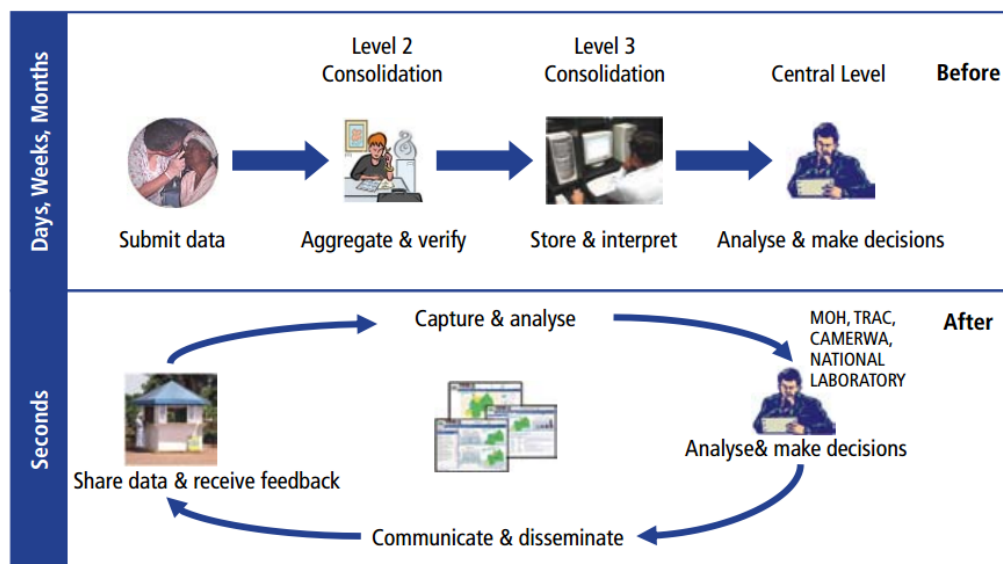 Days, Weeks, Months
Level 2
Consolidation
Level 3
Consolidation
Central Level
Before
Submit data
Aggregate & verify
Store & interpret
Analyse & make decisions
Seconds
Capture & analyse
MOH, TRAC,
CAMERWA,
NATIONAL
LABORATORY
After
Share data & receive feedback
Analyse& make decisions
Communicate & disseminate